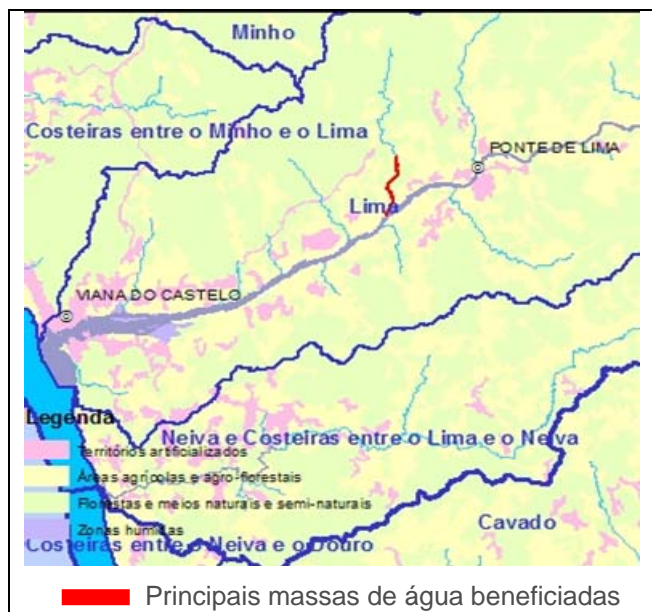 Minho
Costeiras entre o Minho e o Lima
PONTE DE LIMA
Lima
VIANA DO CASTELO
Legenda
Territórios artificializados
Neiva e Costeiras entre o Lima e o Neiva
Áreas agrícolas e agro-florestais
Florestas e meios naturais e semi-naturais
Zonas humidas
Cavado
Costeiras entre o Neiva e o Douro
Principais massas de água beneficiadas